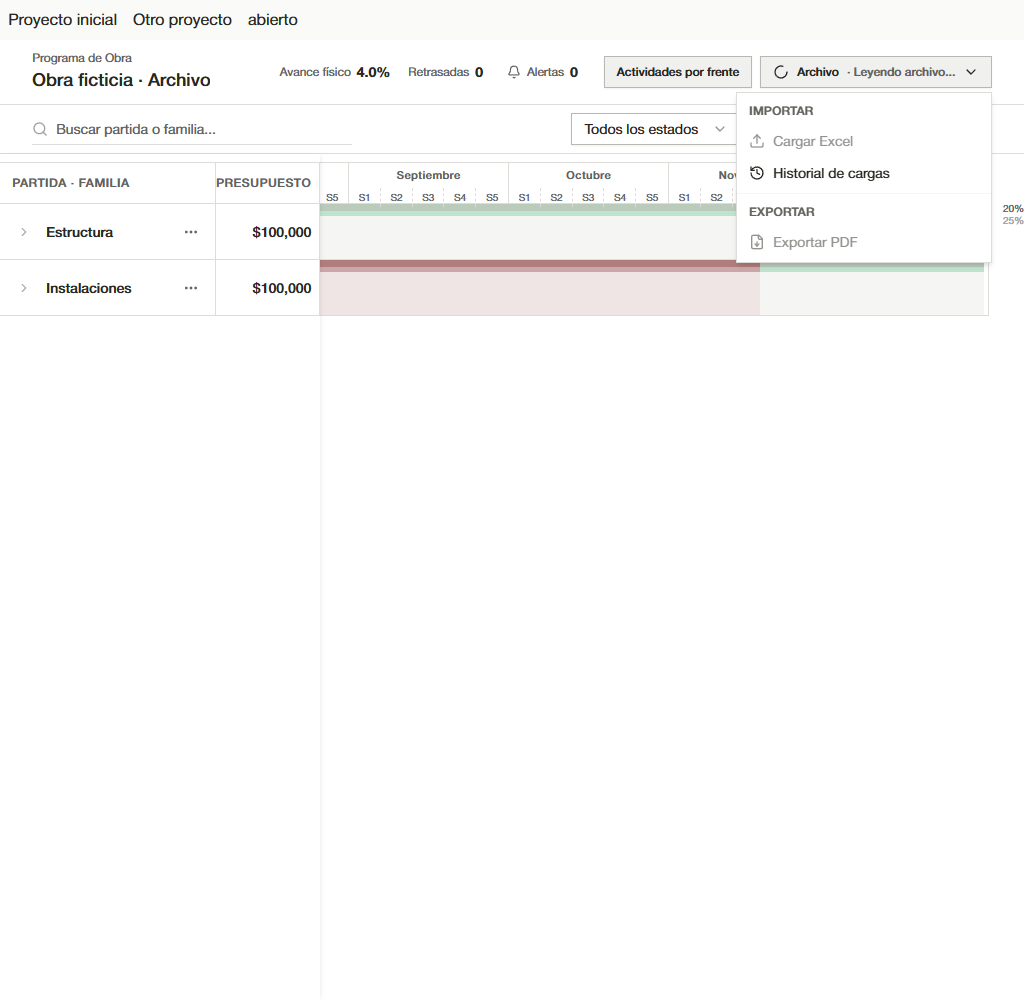 Proyecto inicial Otro proyecto abierto
Programa de Obra
Obra ficticia · Archivo
Avance físico 4.0% Retrasadas 0 Alertas 0
Actividades por frente
Archivo · Leyendo archivo...
Buscar partida o familia...
Todos los estados
IMPORTAR
Cargar Excel
Historial de cargas
EXPORTAR
Exportar PDF
PARTIDA · FAMILIA PRESUPUESTO
Septiembre Octubre Nov
S5 S1 S2 S3 S4 S5 S1 S2 S3 S4 S5 S1 S2
20%
25%
Estructura ··· $100,000
Instalaciones ··· $100,000